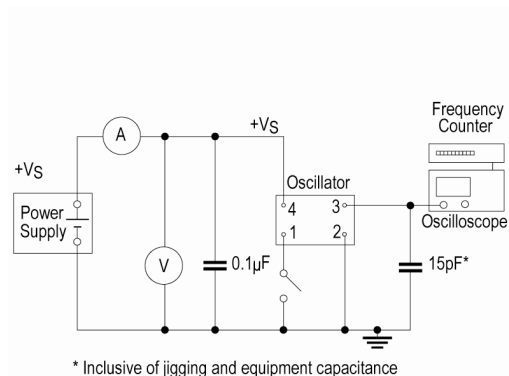 Frequency
Counter
A
+VS
+VS
Oscillator
4 3
1 2
Power
Supply
Oscilloscope
V
0.1µF
15pF*
* Inclusive of jigging and equipment capacitance